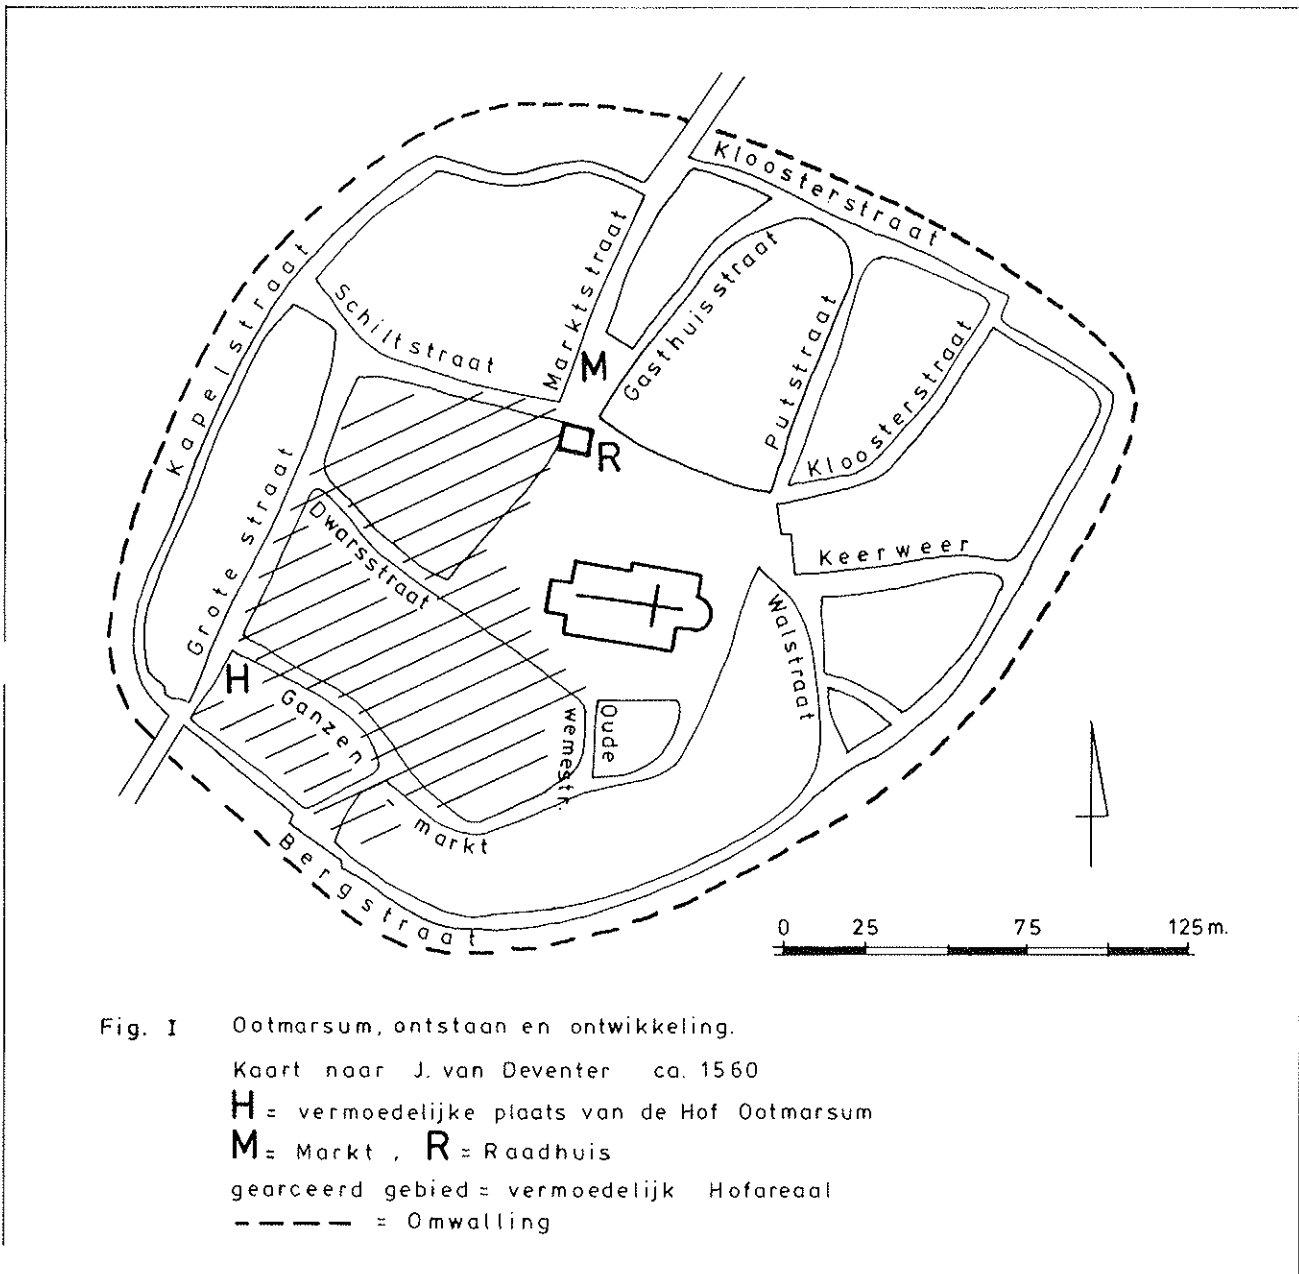 Kloosterstraat
Kapelstraat
Schiltstraat
Marktstraat
Gasthuisstraat
Putstraat
Kloosterstraat
M
R
Grote straat
Dwarsstraat
Keerweer
Walstraat
H
Ganzen
markt
Oude
wemestr.
Bergstraat
0 25 75 125 m.
Fig. I Ootmarsum, ontstaan en ontwikkeling.
Kaart naar J. van Deventer ca. 1560
H = vermoedelijke plaats van de Hof Ootmarsum
M = Markt , R = Raadhuis
gearceerd gebied = vermoedelijk Hofareaal
= Omwalling